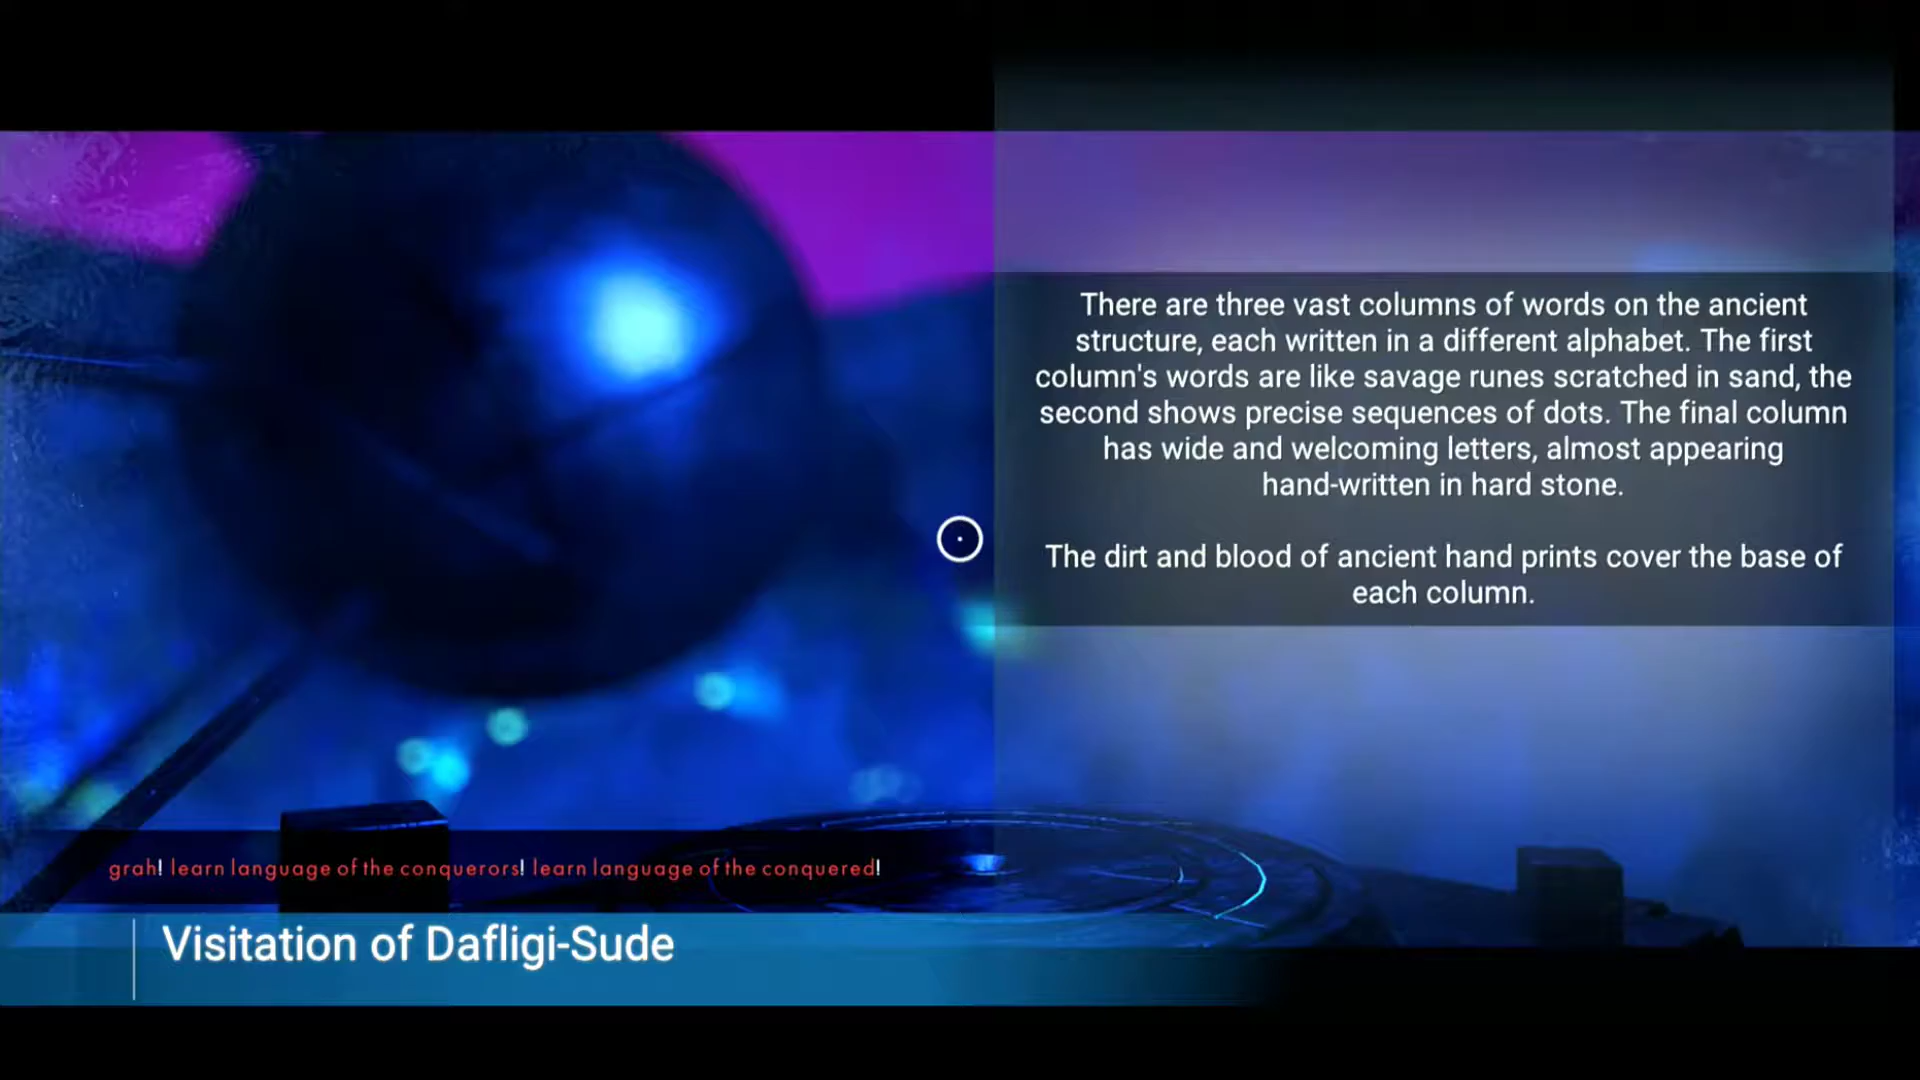 There are three vast columns of words on the ancient
structure, each written in a different alphabet. The first
column's words are like savage runes scratched in sand, the
second shows precise sequences of dots. The final column
has wide and welcoming letters, almost appearing
hand-written in hard stone.
The dirt and blood of ancient hand prints cover the base of
each column.
grah! learn language of the conquerors! learn language of the conquered!
Visitation of Dafligi-Sude